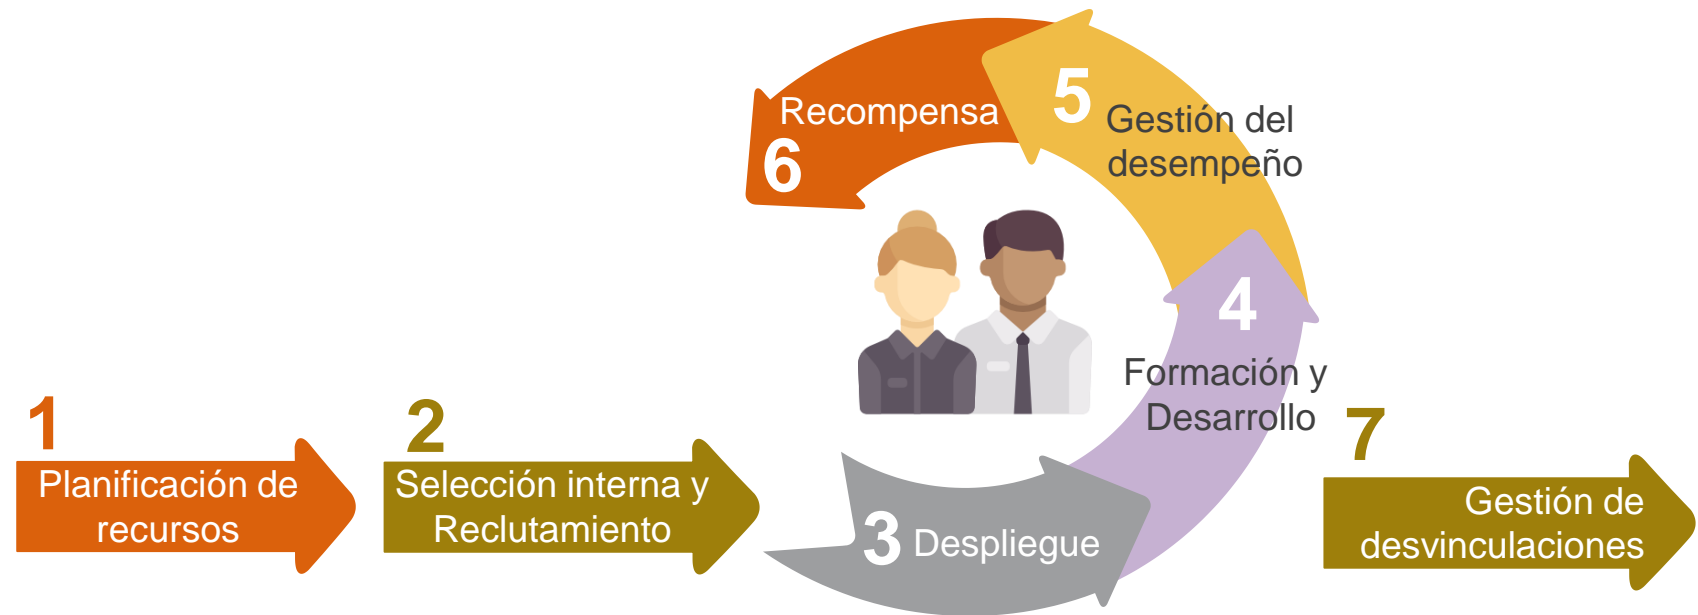 1
Planificación de
recursos
2
Selección interna y
Reclutamiento
3 Despliegue
4
Formación y
Desarrollo
5
Gestión del
desempeño
Recompensa
6
7
Gestión de
desvinculaciones